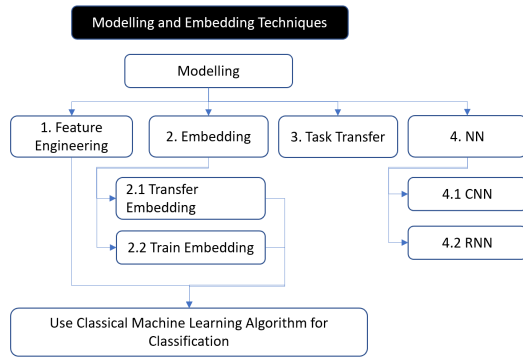 Modelling and Embedding Techniques
Modelling
1. Feature
Engineering
2. Embedding
3. Task Transfer
4. NN
2.1 Transfer
Embedding
4.1 CNN
2.2 Train Embedding
4.2 RNN
Use Classical Machine Learning Algorithm for
Classification